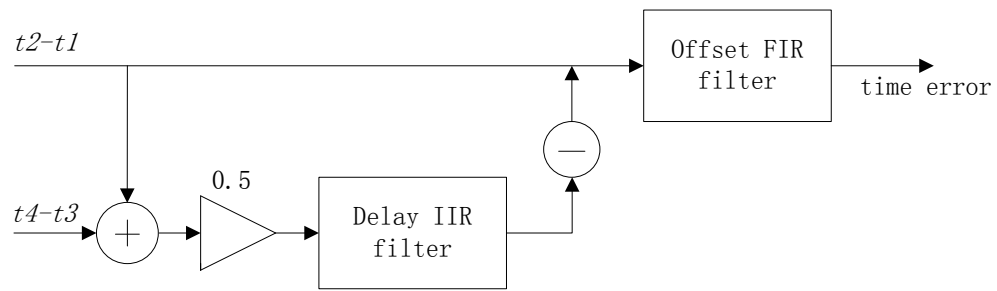 t2-t1
Offset FIR
filter
time error
0.5
t4-t3
+
Delay IIR
filter
—